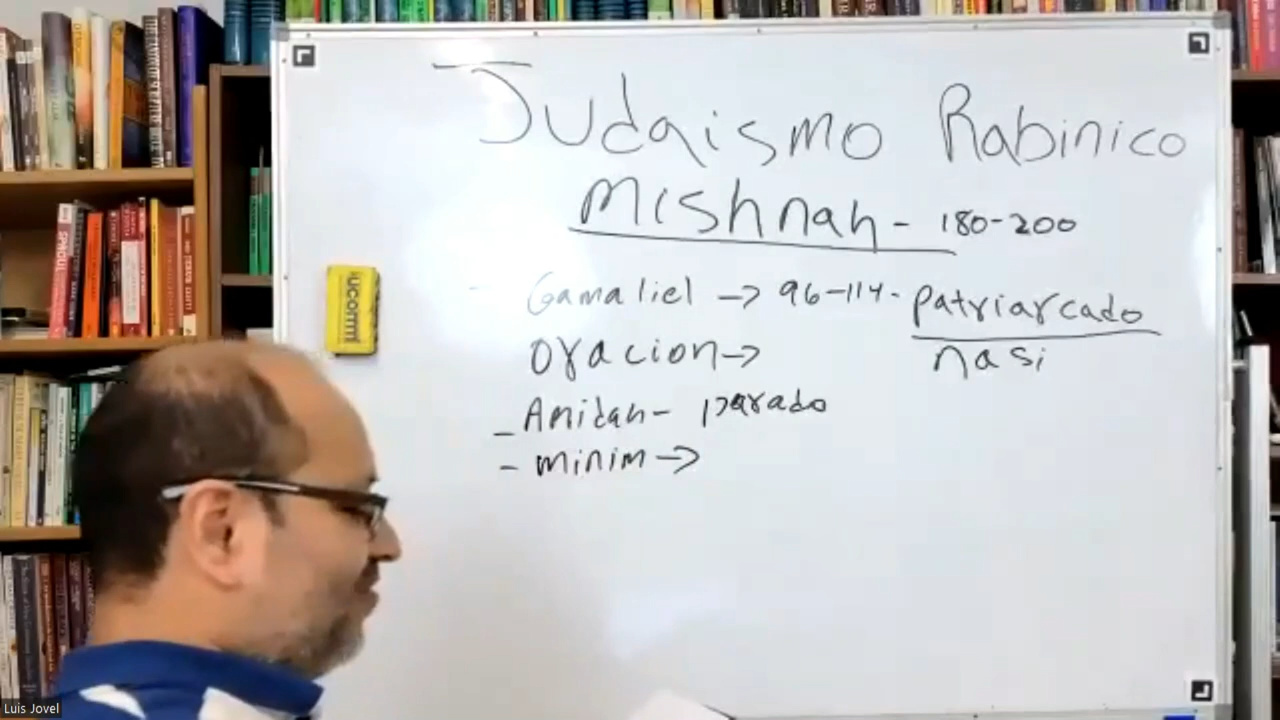 Judaismo Rabinico
Mishnah - 180-200
- Gamaliel -> 96-114. patriarcado
nasi
Oracion ->
- Amidah - parado
- minim ->
Luis Jovel